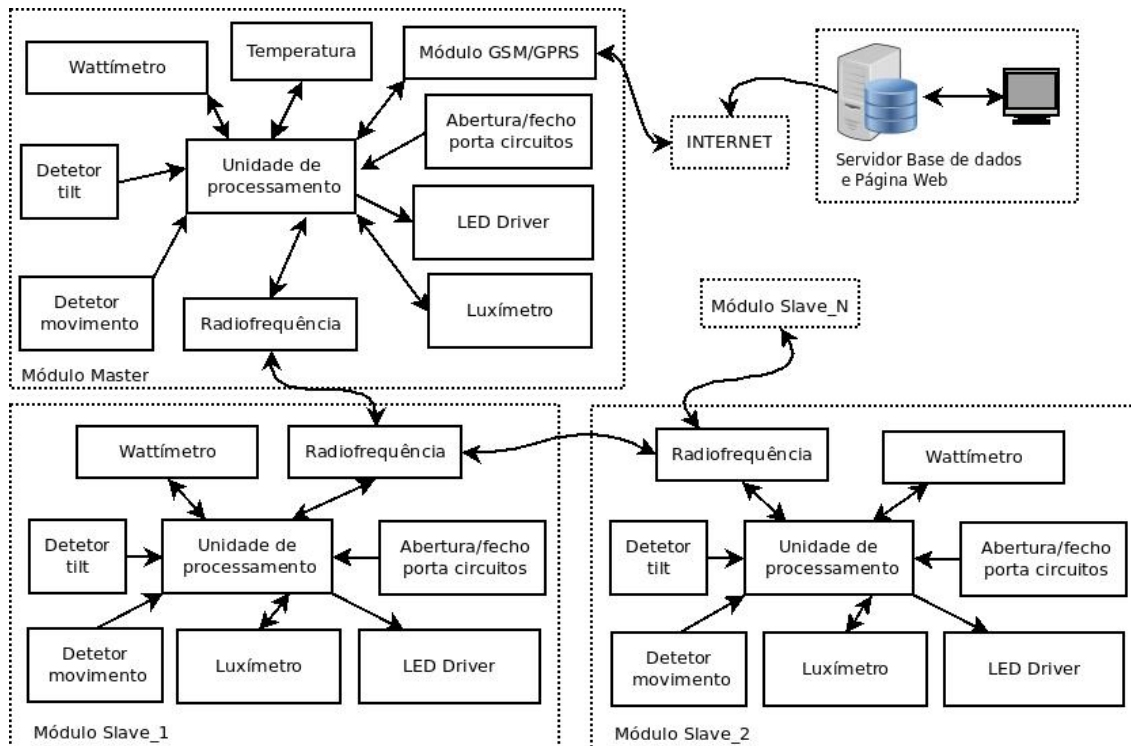 Wattímetro
Temperatura
Módulo GSM/GPRS
Abertura/fecho
porta circuitos
Detetor
tilt
Unidade de
processamento
LED Driver
Detetor
movimento
Radiofrequência
Luxímetro
Módulo Master
INTERNET
Servidor Base de dados
e Página Web
Módulo Slave_N
Wattímetro
Radiofrequência
Detetor
tilt
Unidade de
processamento
Abertura/fecho
porta circuitos
Detetor
movimento
Luxímetro
LED Driver
Módulo Slave_1
Radiofrequência
Wattímetro
Detetor
tilt
Unidade de
processamento
Abertura/fecho
porta circuitos
Detetor
movimento
Luxímetro
LED Driver
Módulo Slave_2